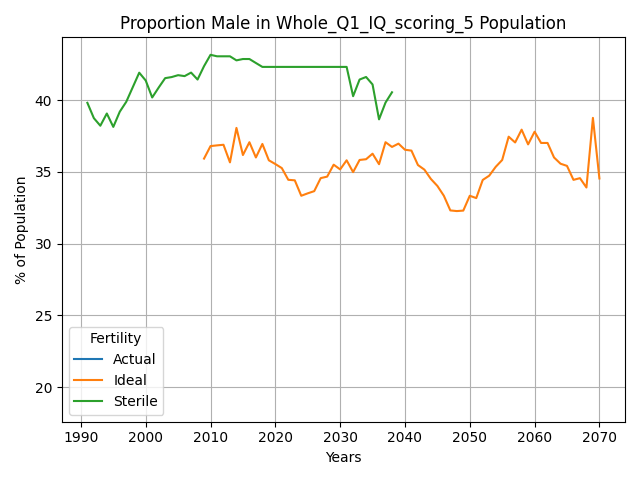 Proportion Male in Whole_Q1_IQ_scoring_5 Population
% of Population
40
35
30
25
20
Fertility
Actual
Ideal
Sterile
1990 2000 2010 2020 2030 2040 2050 2060 2070
Years